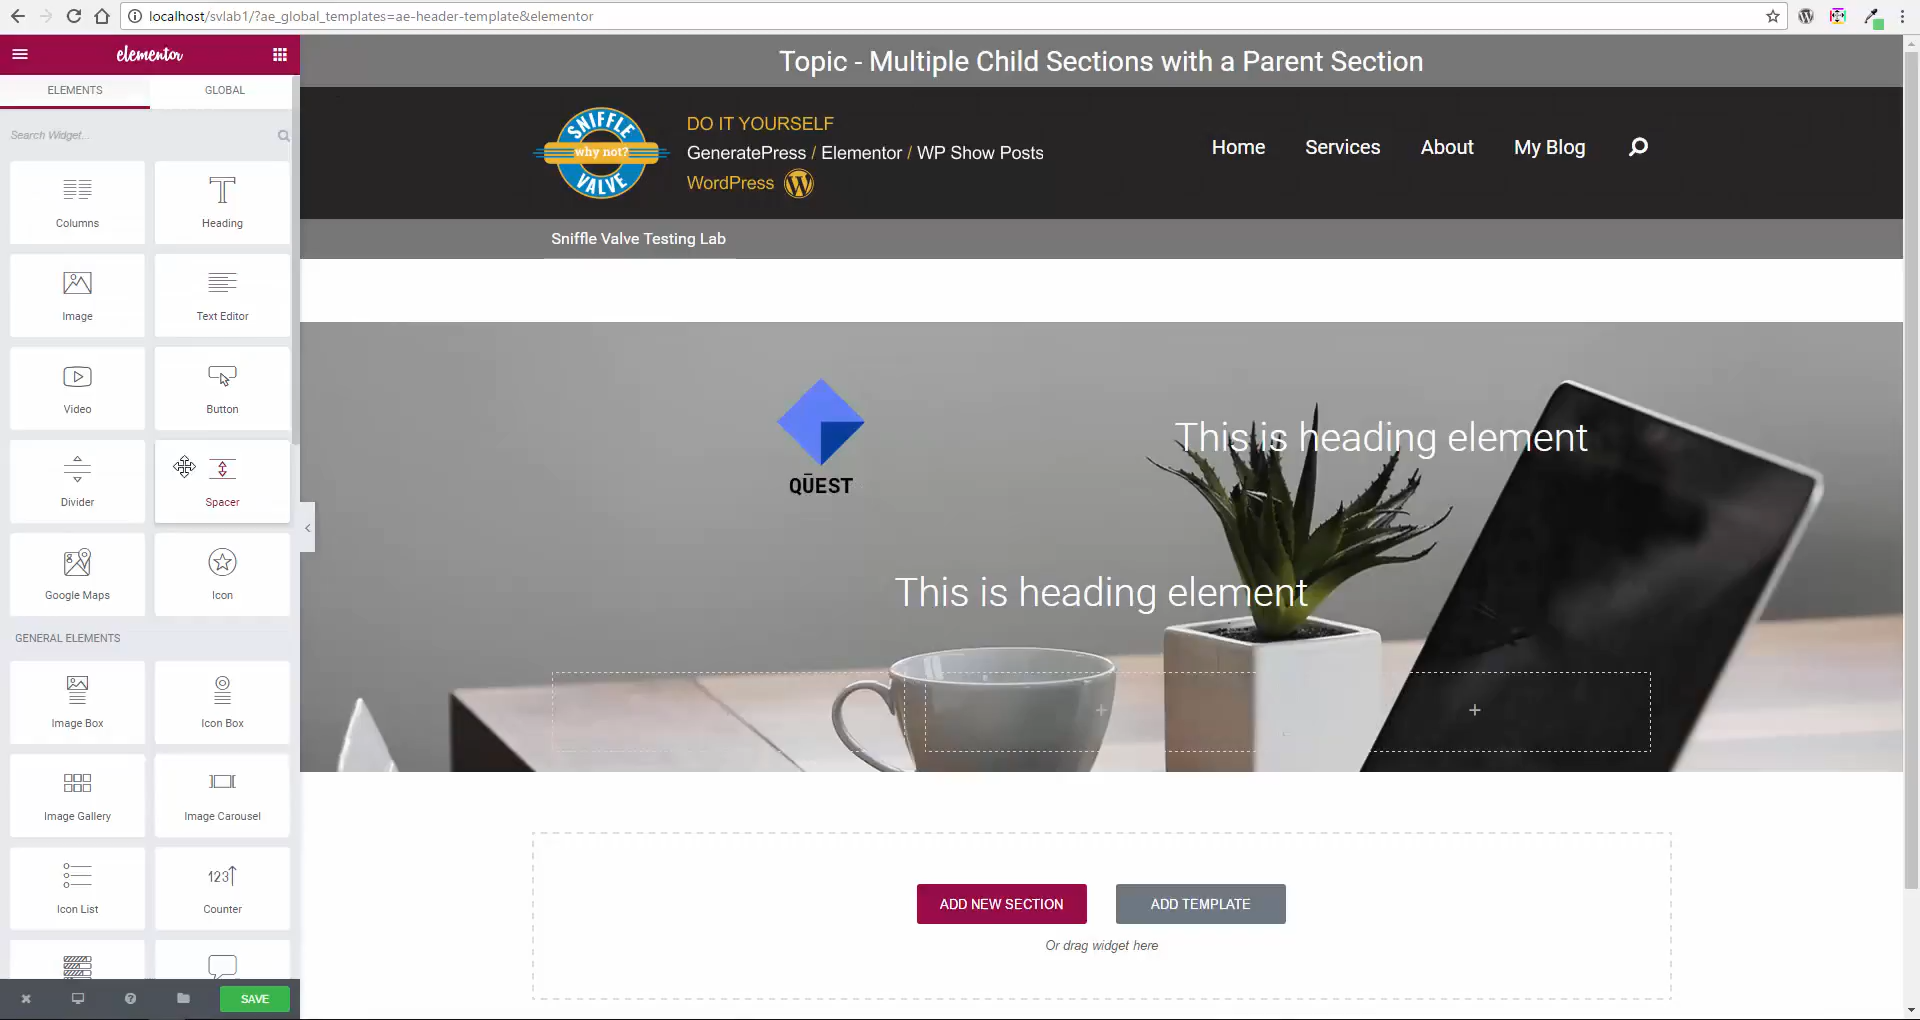 localhost/svlab1/?ae_global_templates=ae-header-template&elementor
elementor
ELEMENTS
GLOBAL
Search Widget...
Columns
Heading
Image
Text Editor
Video
Button
Divider
Spacer
Google Maps
Icon
GENERAL ELEMENTS
Image Box
Icon Box
Image Gallery
Image Carousel
Icon List
123
Counter
SAVE
Topic - Multiple Child Sections with a Parent Section
SNIFFLE
why not?
VALVE
DO IT YOURSELF
GeneratePress / Elementor / WP Show Posts
WordPress
Home
Services
About
My Blog
Sniffle Valve Testing Lab
QŪEST
This is heading element
This is heading element
ADD NEW SECTION
ADD TEMPLATE
Or drag widget here